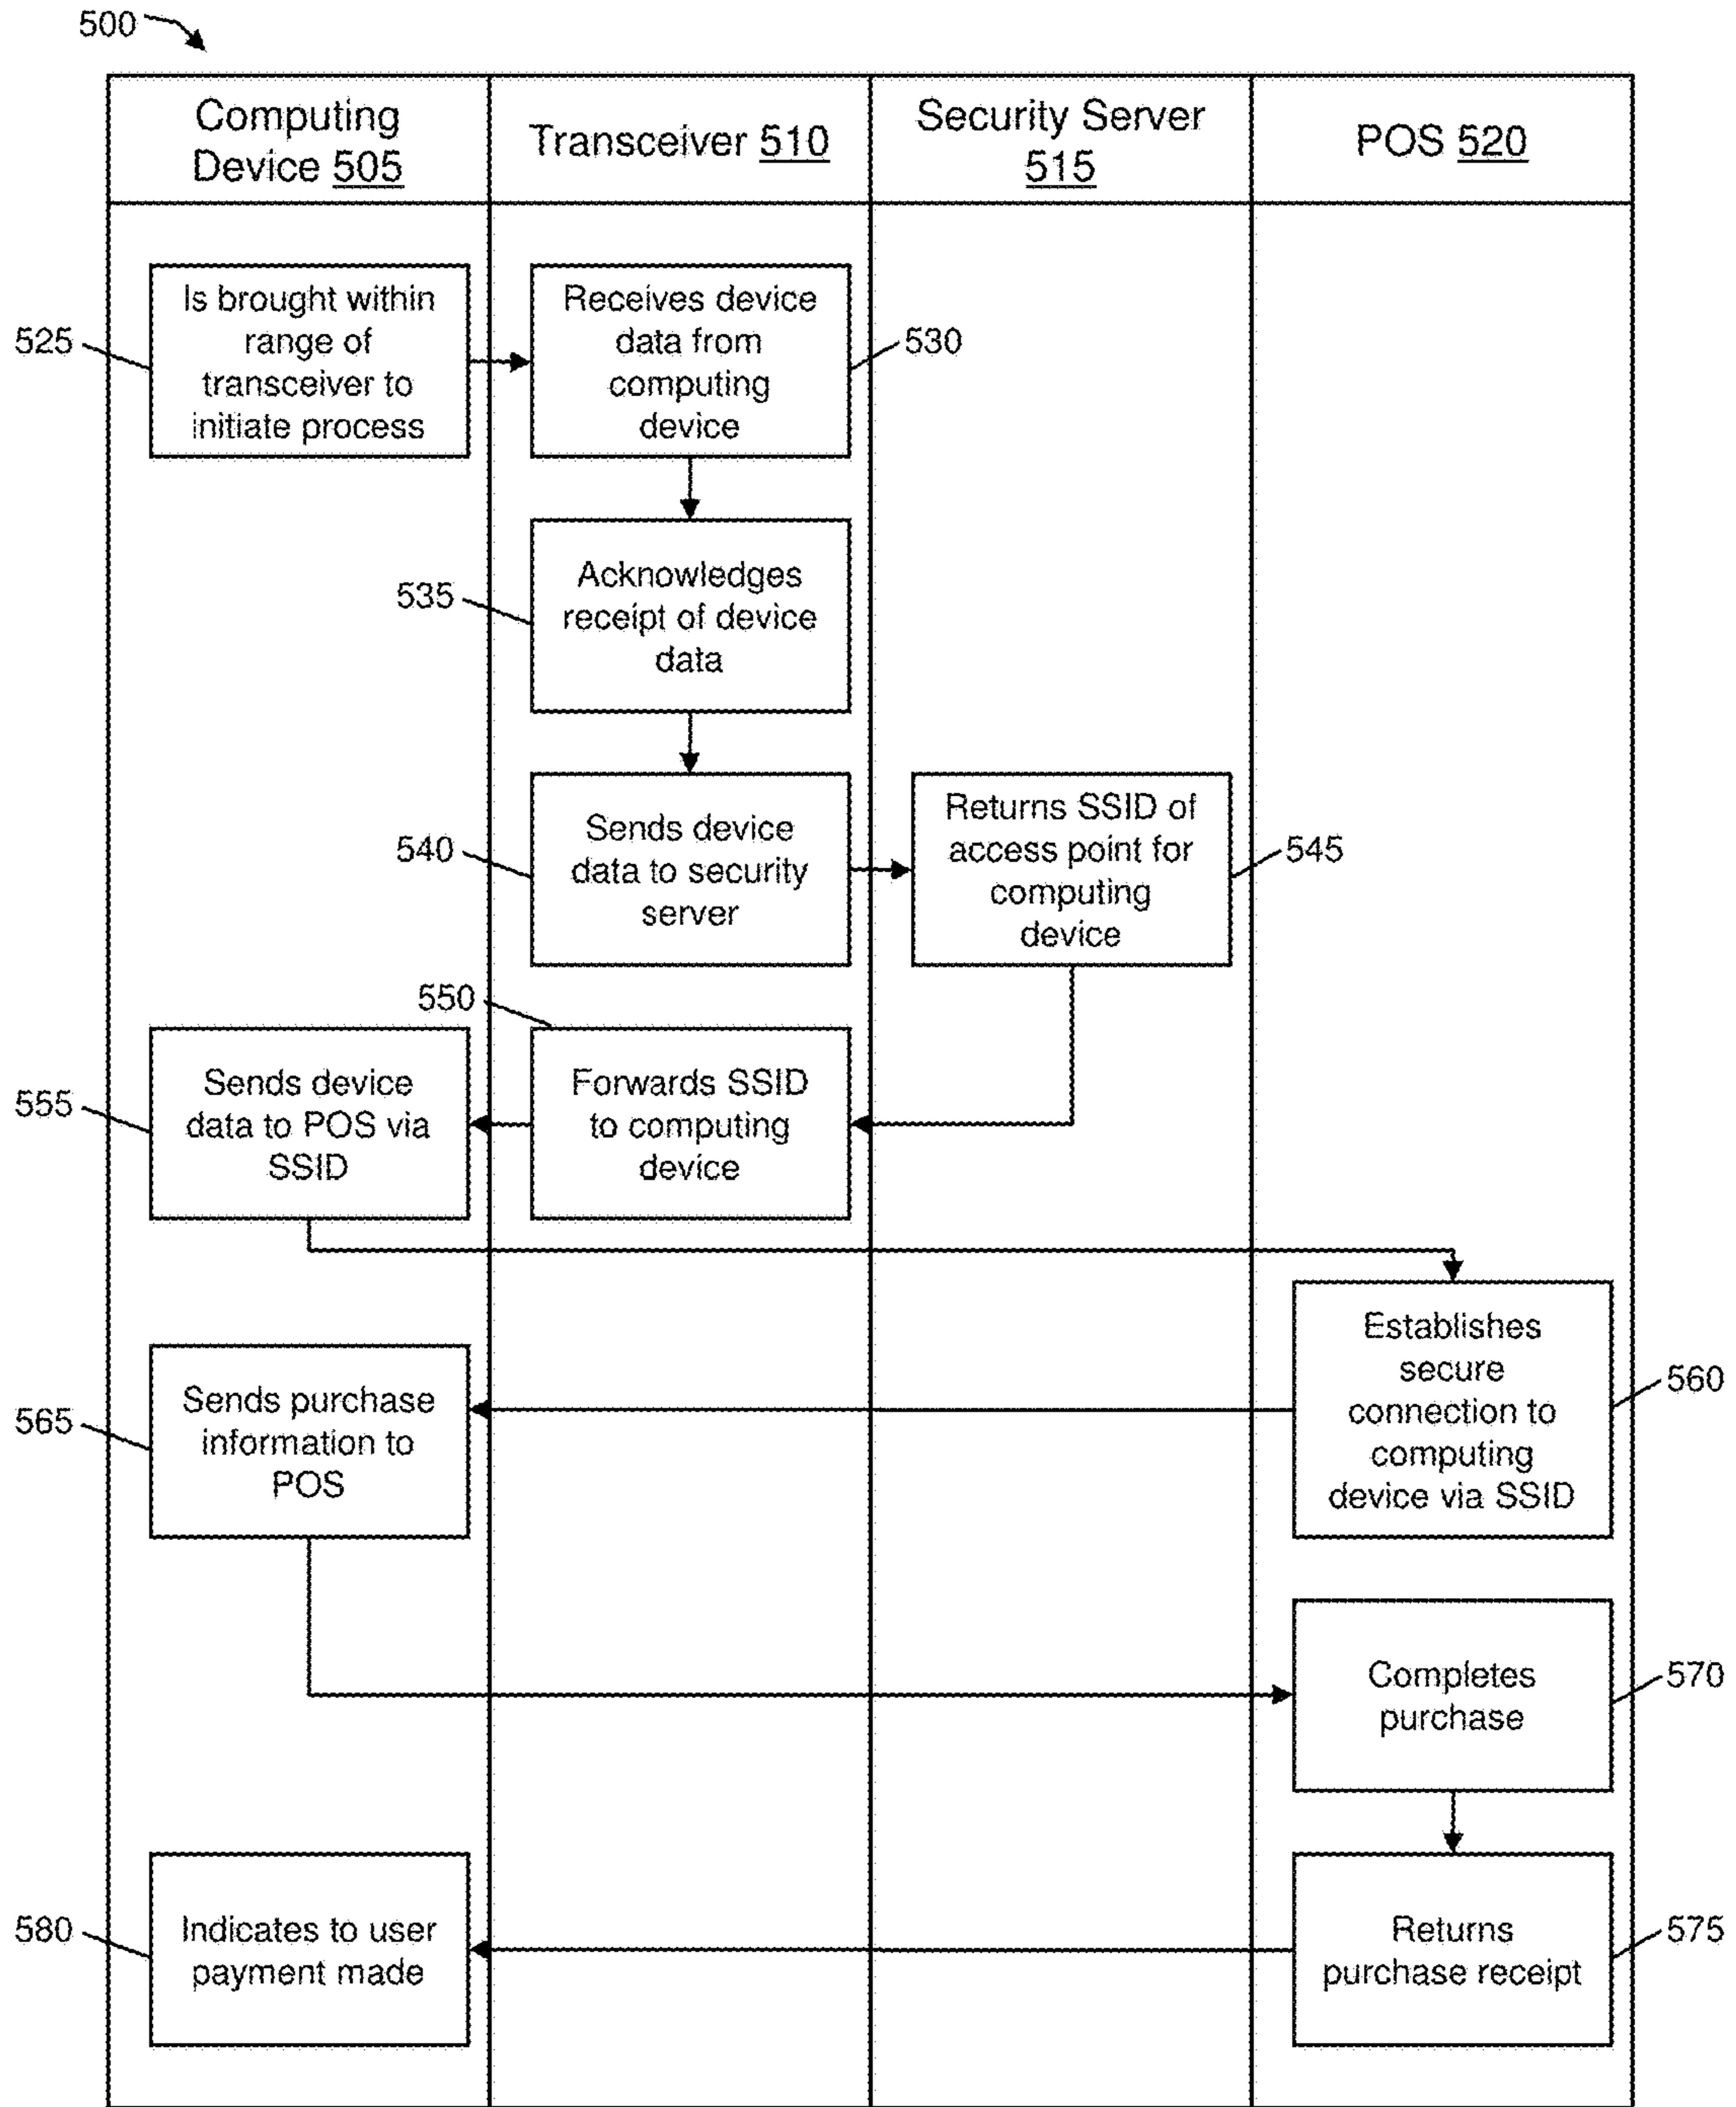 500
Computing
Device 505
Transceiver 510
Security Server
515
POS 520
525
Is brought within
range of
transceiver to
initiate process
Receives device
data from
computing
device
530
535
Acknowledges
receipt of device
data
540
Sends device
data to security
server
Returns SSID of
access point for
computing
device
545
550
555
Sends device
data to POS via
SSID
Forwards SSID
to computing
device
Establishes
secure
connection to
computing
device via SSID
560
565
Sends purchase
information to
POS
Completes
purchase
570
580
Indicates to user
payment made
Returns
purchase receipt
575